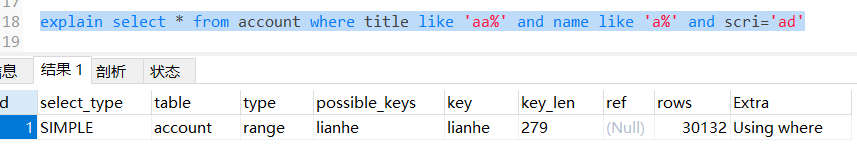 17
18 explain select * from account where title like 'aa%' and name like 'a%' and scri='ad'
19
信息 结果 1 剖析 状态
d select_type table type possible_keys key key_len ref rows Extra
1 SIMPLE account range lianhe lianhe 279 (Null) 30132 Using where